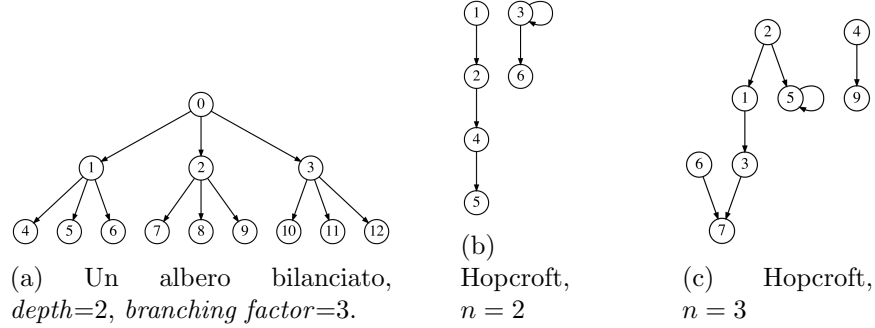 0
1 2 3
4 5 6 7 8 9 10 11 12
(a) Un albero bilanciato,
depth=2, branching factor=3.
1 3
2 6
4
5
(b)
Hopcroft,
n = 2
2 4
1 5 9
6 3
7
(c) Hopcroft,
n = 3